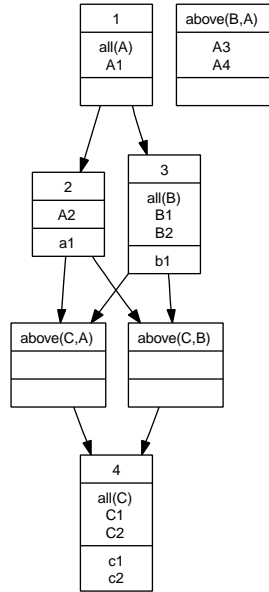 1
all(A)
A1
above(B,A)
A3
A4
2
A2
a1
3
all(B)
B1
B2
b1
above(C,A)
above(C,B)
4
all(C)
C1
C2
c1
c2